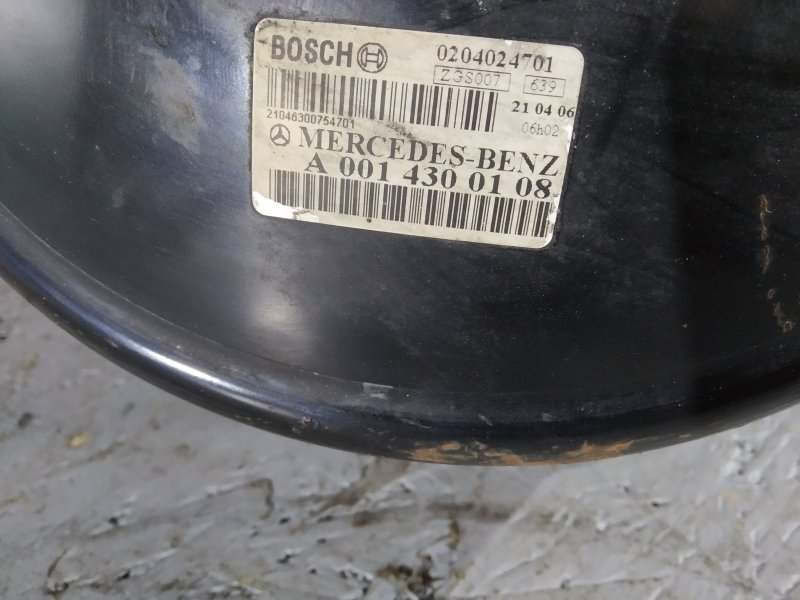 BOSCH 0204024701
ZGS007 639
21 04 06
21046300754701 06h02
MERCEDES-BENZ
A 001 430 01 08